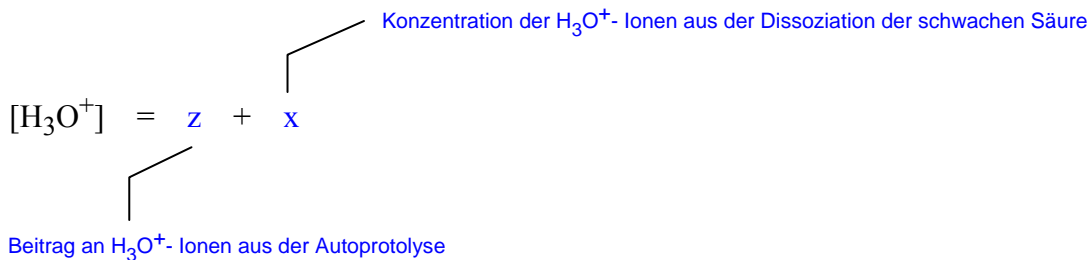 Konzentration der H₃O⁺- Ionen aus der Dissoziation der schwachen Säure
[H₃O⁺] = z + x
Beitrag an H₃O⁺- Ionen aus der Autoprotolyse